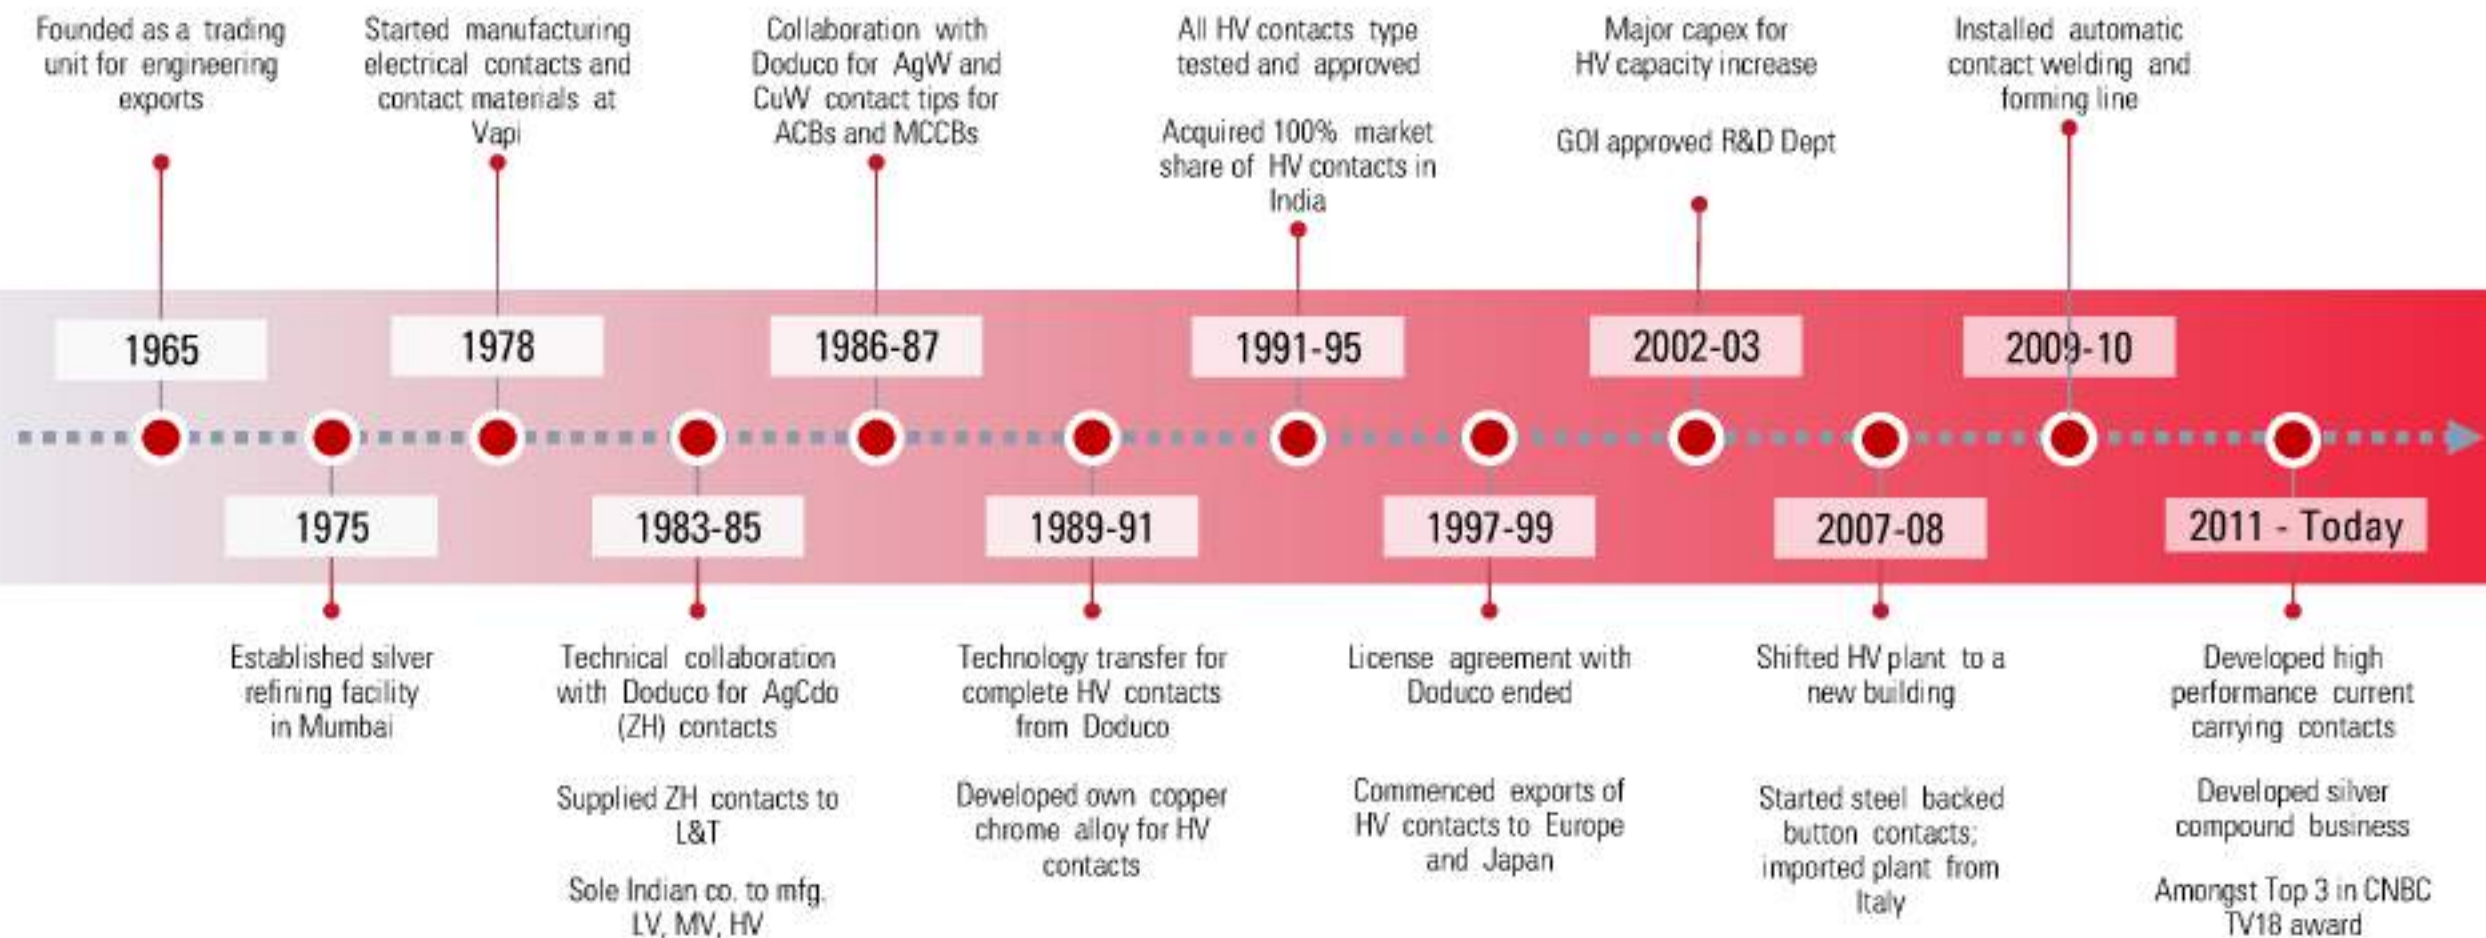 Founded as a trading
unit for engineering
exports
Started manufacturing
electrical contacts and
contact materials at
Vapi
Collaboration with
Doduco for AgW and
CuW contact tips for
ACBs and MCCBs
All HV contacts type
tested and approved
Acquired 100% market
share of HV contacts in
India
Major capex for
HV capacity increase
GOI approved R&D Dept
Installed automatic
contact welding and
forming line
1965
1978
1986-87
1991-95
2002-03
2009-10
1975
1983-85
1989-91
1997-99
2007-08
2011 - Today
Established silver
refining facility
in Mumbai
Technical collaboration
with Doduco for AgCdo
(ZH) contacts
Supplied ZH contacts to
L&T
Sole Indian co. to mfg.
LV, MV, HV
Technology transfer for
complete HV contacts
from Doduco
Developed own copper
chrome alloy for HV
contacts
License agreement with
Doduco ended
Commenced exports of
HV contacts to Europe
and Japan
Shifted HV plant to a
new building
Started steel backed
button contacts;
imported plant from
Italy
Developed high
performance current
carrying contacts
Developed silver
compound business
Amongst Top 3 in CNBC
TV18 award